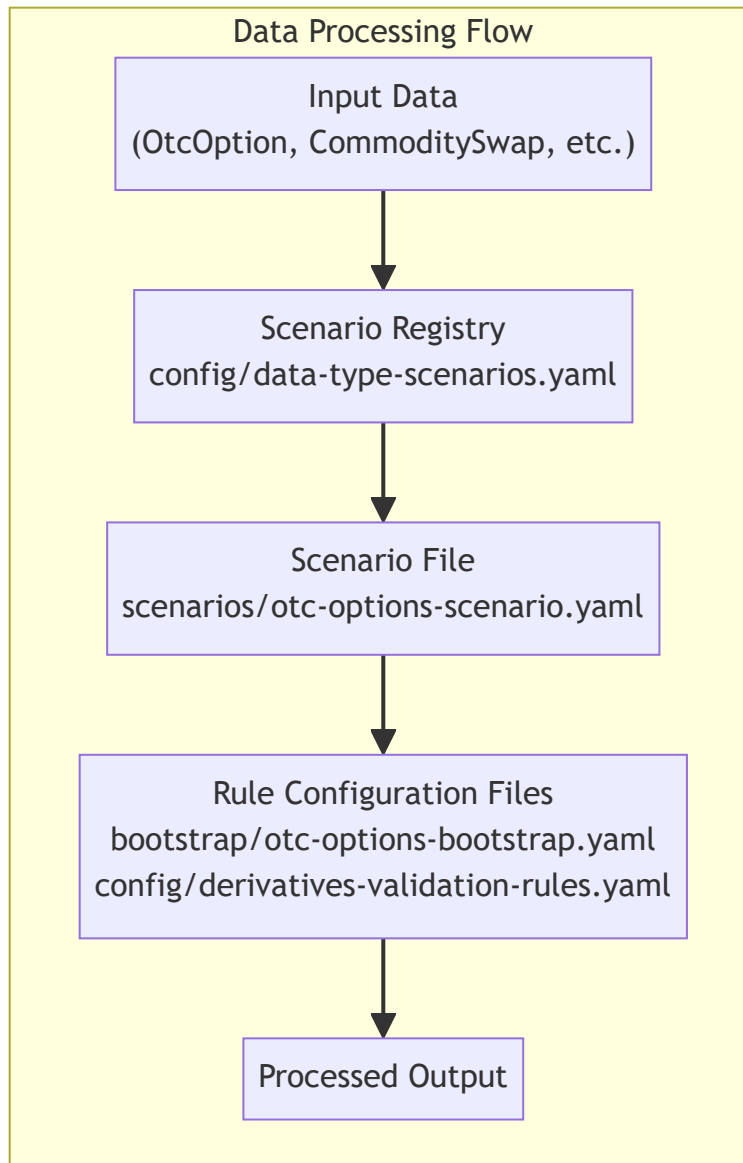 Data Processing Flow
Input Data
(OtcOption, CommoditySwap, etc.)
Scenario Registry
config/data-type-scenarios.yaml
Scenario File
scenarios/otc-options-scenario.yaml
Rule Configuration Files
bootstrap/otc-options-bootstrap.yaml
config/derivatives-validation-rules.yaml
Processed Output